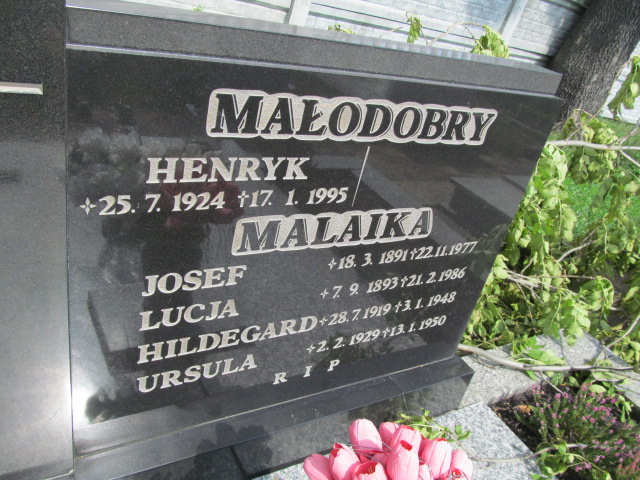 MAŁODOBRY
HENRYK
✧25. 7. 1924 †17. 1. 1995
MALAIKA
JOSEF ✧18. 3. 1891 †22.11.1977
LUCJA ✧7. 9. 1893 †21. 2. 1986
HILDEGARD ✧28. 7. 1919 †3. 1. 1948
URSULA ✧2. 2. 1929 †13. 1. 1950
R I P